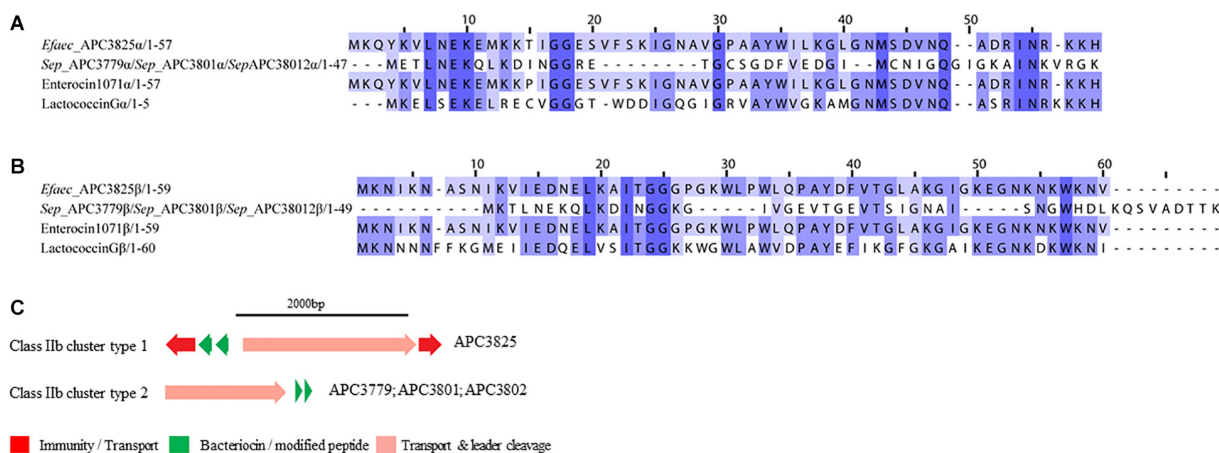 A
10 20 30 40 50
Efaec_APC3825α/1-57 MKQYKVLNEKEMKKTIGGESVFSKIGNAVGPAAYWILKGLGNMSDVNQ--ADRINR-KKH
Sep_APC3779α/Sep_APC3801α/SepAPC38012α/1-47 ---METLNEKQLKDINGGRE-------TGCSGDFVEDGI---MCNIGQGIGKAINKVRGK
Enterocin1071α/1-57 MKQYKVLNEKEMKKPIGGESVFSKIGNAVGPAAYWILKGLGNMSDVNQ--ADRINR-KKH
LactococcinGα/1-5 ---MKELSEKELRECVGGGT-WDDIGQGIGRVAYWVGKAMGNMSDVNQ--ASRINRKKKH
B
10 20 30 40 50 60
Efaec_APC3825β/1-59 MKNIKN-ASNIKVIEDNELKAITGGGPGKWLPWLQPAYDFVTGLAKGIGKEGNKNKWKNV---------
Sep_APC3779β/Sep_APC3801β/Sep_APC38012β/1-49 ----------MKTLNEKQLKDINGGKG---IVGEVTGEVTSIGNAI-----SNGWHDLKQSVADTTK
Enterocin1071β/1-59 MKNIKN-ASNIKVIEDNELKAITGGGPGKWLPWLQPAYDFVTGLAKGIGKEGNKNKWKNV---------
LactococcinGβ/1-60 MKNNNNFFKGMEIIEDQELVSITGGKKWGWLAWVDPAYEFIKGFGKGAIKEGNKDKWKNI---------
C
2000bp
Class IIb cluster type 1 APC3825
Class IIb cluster type 2 APC3779; APC3801; APC3802
Immunity / Transport Bacteriocin / modified peptide Transport & leader cleavage